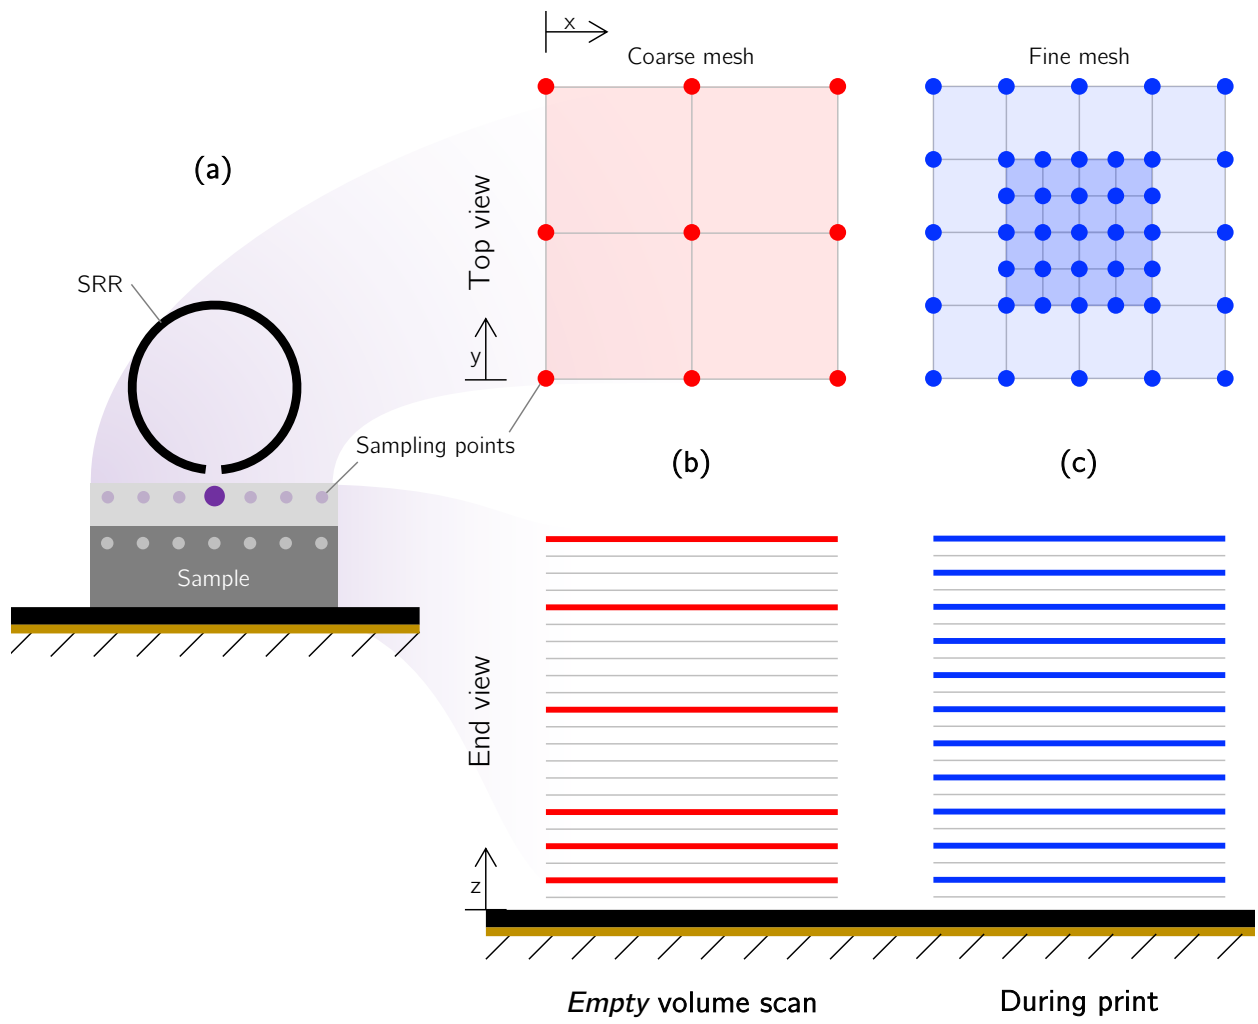 x
Coarse mesh
Fine mesh
(a)
Top view
SRR
y
Sampling points
(b)
(c)
Sample
End view
z
Empty volume scan
During print